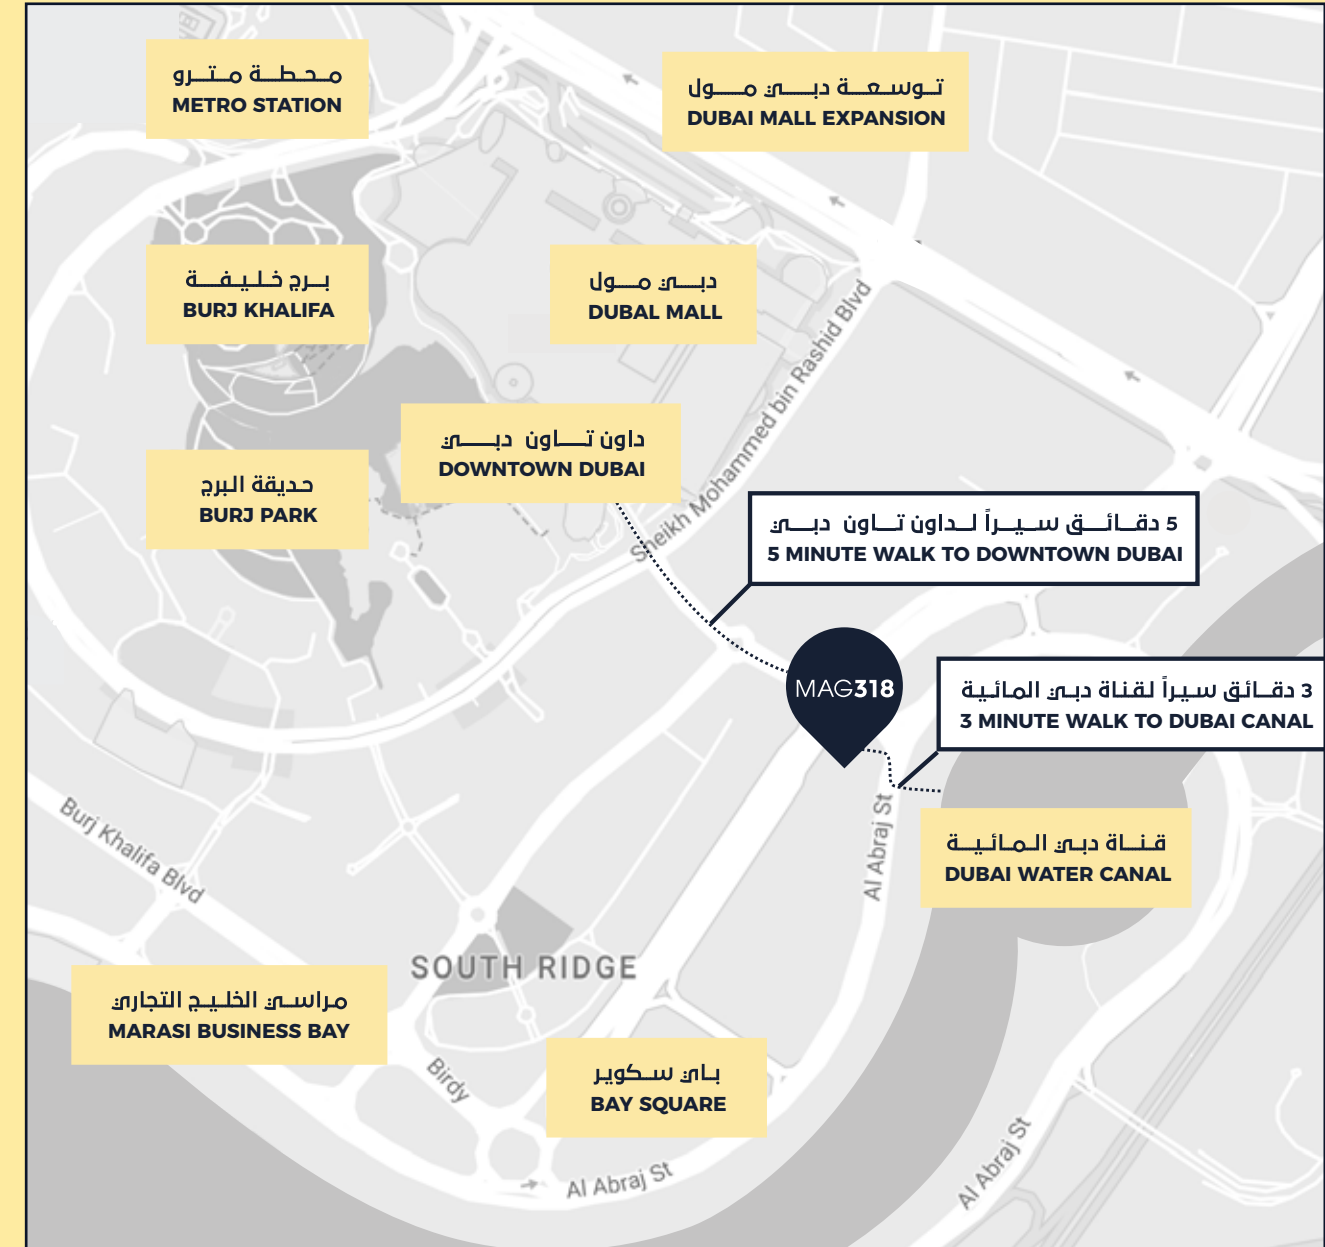 محطة مترو
METRO STATION
توسعة دبي مول
DUBAI MALL EXPANSION
برج خليفة
BURJ KHALIFA
دبي مول
DUBAL MALL
Sheikh Mohammed bin Rashid Blvd
داون تاون دبي
DOWNTOWN DUBAI
حديقة البرج
BURJ PARK
5 دقائق سيراً لداون تاون دبي
5 MINUTE WALK TO DOWNTOWN DUBAI
MAG318
3 دقائق سيراً لقناة دبي المائية
3 MINUTE WALK TO DUBAI CANAL
Burj Khalifa Blvd
Al Abraj St
قناة دبي المائية
DUBAI WATER CANAL
SOUTH RIDGE
مراسي الخليج التجاري
MARASI BUSINESS BAY
Birdy
باي سكوير
BAY SQUARE
Al Abraj St
Al Abraj St